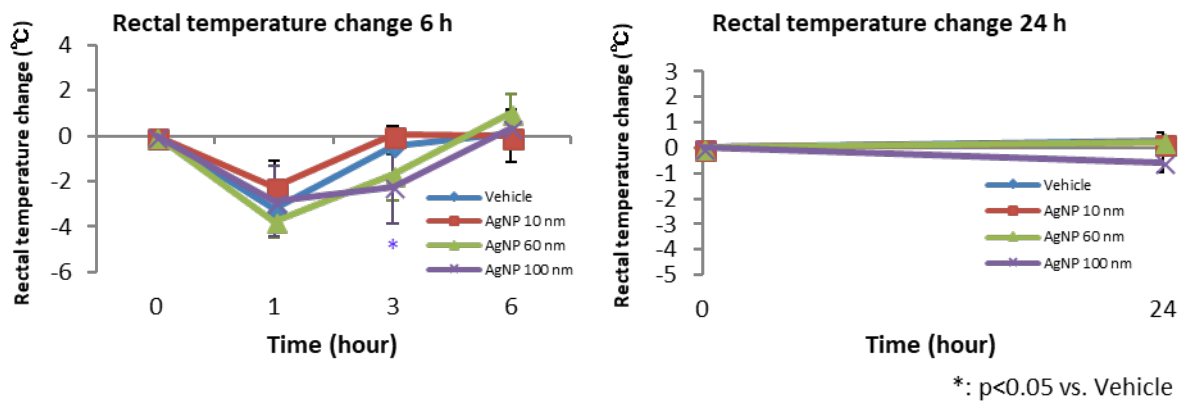 Rectal temperature change 6 h
Rectal temperature change (℃)
4
2
0
-2
-4
-6
*
Vehicle
AgNP 10 nm
AgNP 60 nm
AgNP 100 nm
0 1 3 6
Time (hour)
Rectal temperature change 24 h
Rectal temperature change (℃)
3
2
1
0
-1
-2
-3
-4
-5
Vehicle
AgNP 10 nm
AgNP 60 nm
AgNP 100 nm
0 24
Time (hour)
*: p<0.05 vs. Vehicle